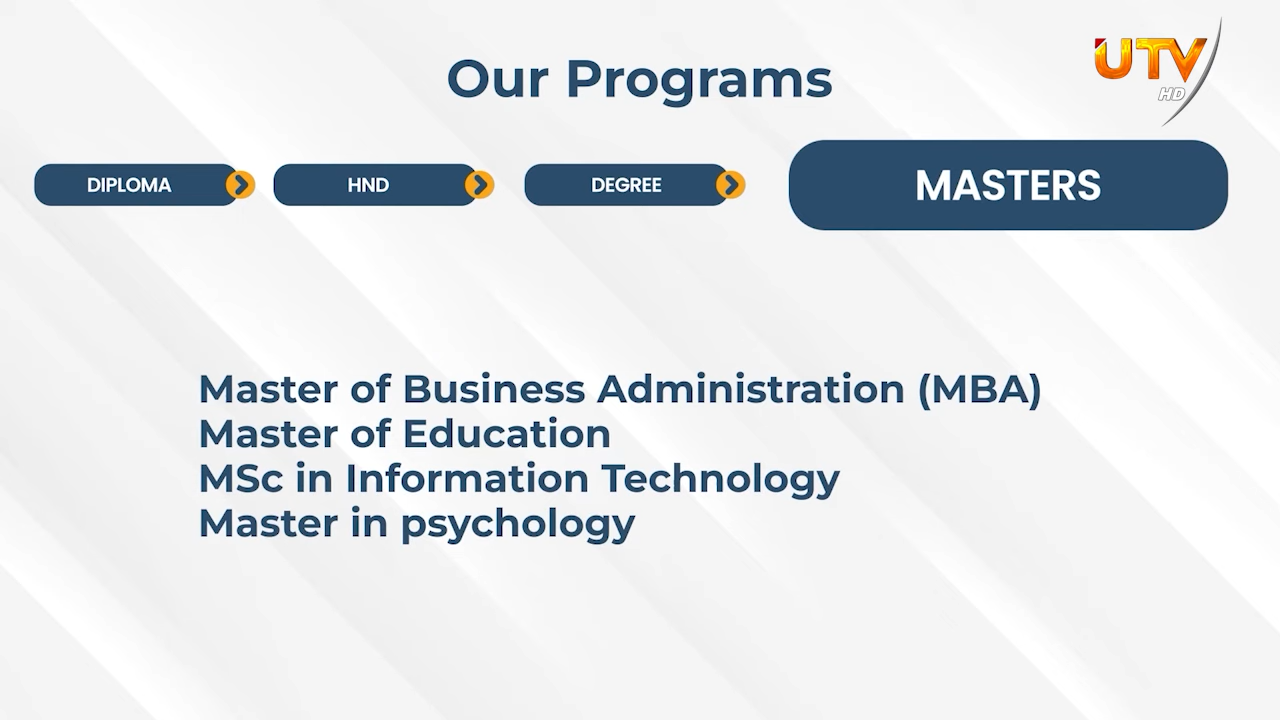 Our Programs
UTV
HD
DIPLOMA
HND
DEGREE
MASTERS
Master of Business Administration (MBA)
Master of Education
MSc in Information Technology
Master in psychology